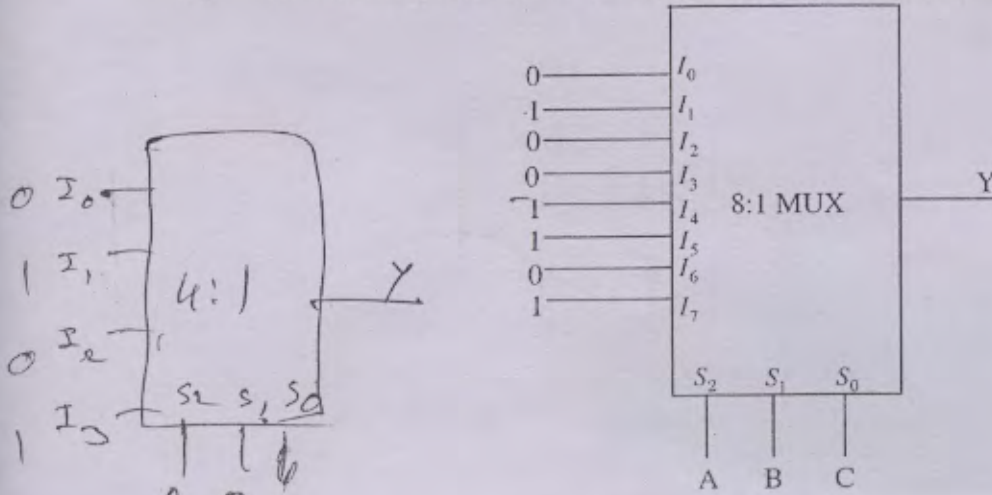 0 I₀
1 I₁
0 I₂
1 I₃
4:1
Y
S₂ S₁ S₀
0 I₀
1 I₁
0 I₂
0 I₃
1 I₄
1 I₅
0 I₆
1 I₇
8:1 MUX
Y
S₂ S₁ S₀
A B C